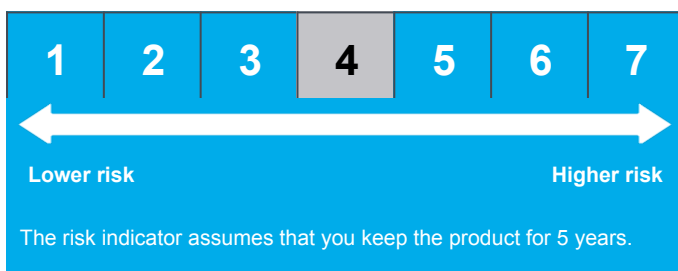 1 2 3 4 5 6 7
Lower risk Higher risk
The risk indicator assumes that you keep the product for 5 years.